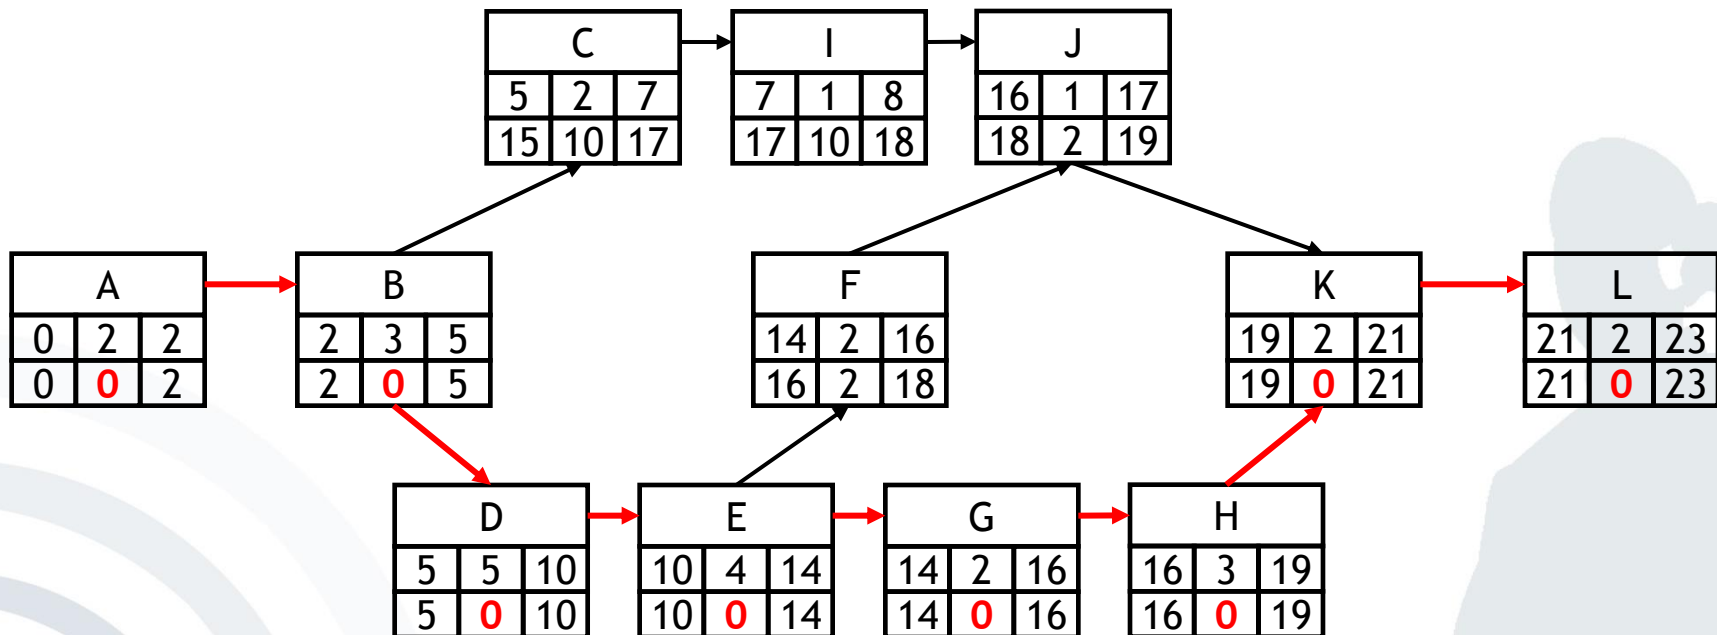 C I J
5 2 7 7 1 8 16 1 17
15 10 17 17 10 18 18 2 19
A B F K L
0 2 2 2 3 5 14 2 16 19 2 21 21 2 23
0 0 2 2 0 5 16 2 18 19 0 21 21 0 23
D E G H
5 5 10 10 4 14 14 2 16 16 3 19
5 0 10 10 0 14 14 0 16 16 0 19